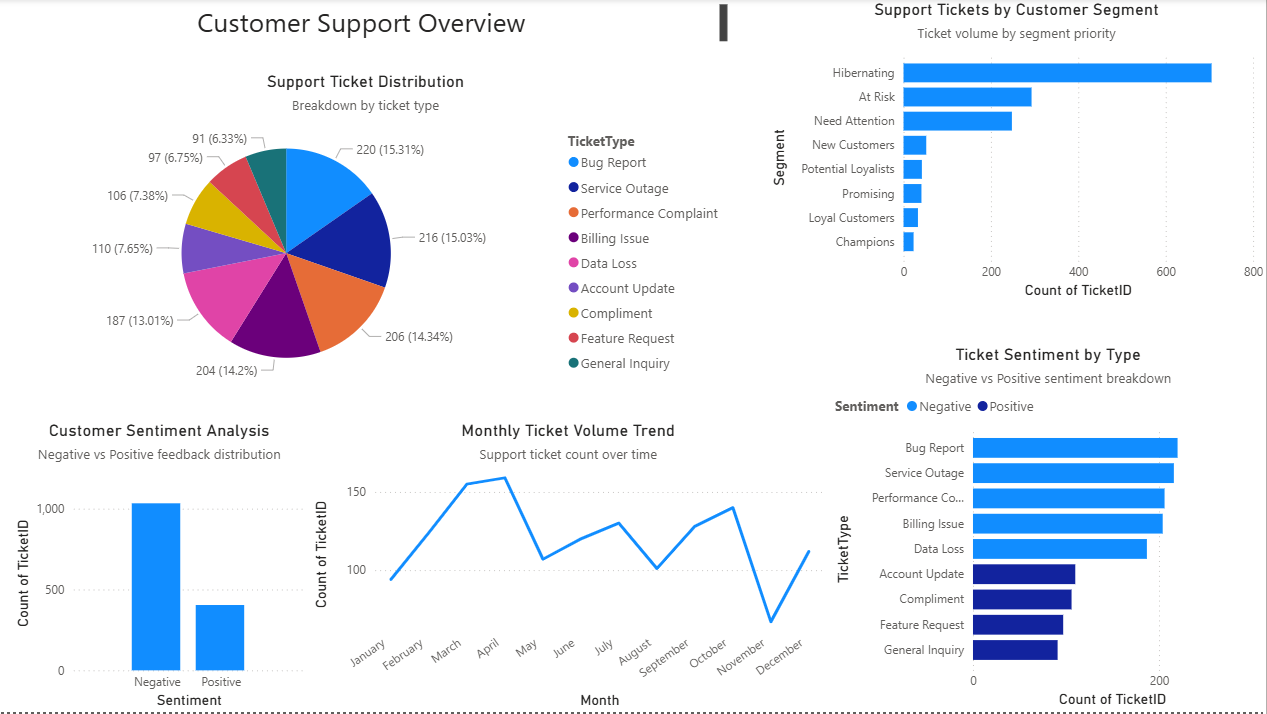 Customer Support Overview
Support Ticket Distribution
Breakdown by ticket type
220 (15.31%)
216 (15.03%)
206 (14.34%)
204 (14.2%)
187 (13.01%)
110 (7.65%)
106 (7.38%)
97 (6.75%)
91 (6.33%)
TicketType
Bug Report
Service Outage
Performance Complaint
Billing Issue
Data Loss
Account Update
Compliment
Feature Request
General Inquiry
Support Tickets by Customer Segment
Ticket volume by segment priority
Segment
Hibernating
At Risk
Need Attention
New Customers
Potential Loyalists
Promising
Loyal Customers
Champions
0 200 400 600 800
Count of TicketID
Customer Sentiment Analysis
Negative vs Positive feedback distribution
Count of TicketID
1,000
500
0
Negative Positive
Sentiment
Monthly Ticket Volume Trend
Support ticket count over time
Count of TicketID
150
100
January February March April May June July August September October November December
Month
Ticket Sentiment by Type
Negative vs Positive sentiment breakdown
Sentiment Negative Positive
TicketType
Bug Report
Service Outage
Performance Co...
Billing Issue
Data Loss
Account Update
Compliment
Feature Request
General Inquiry
0 200
Count of TicketID